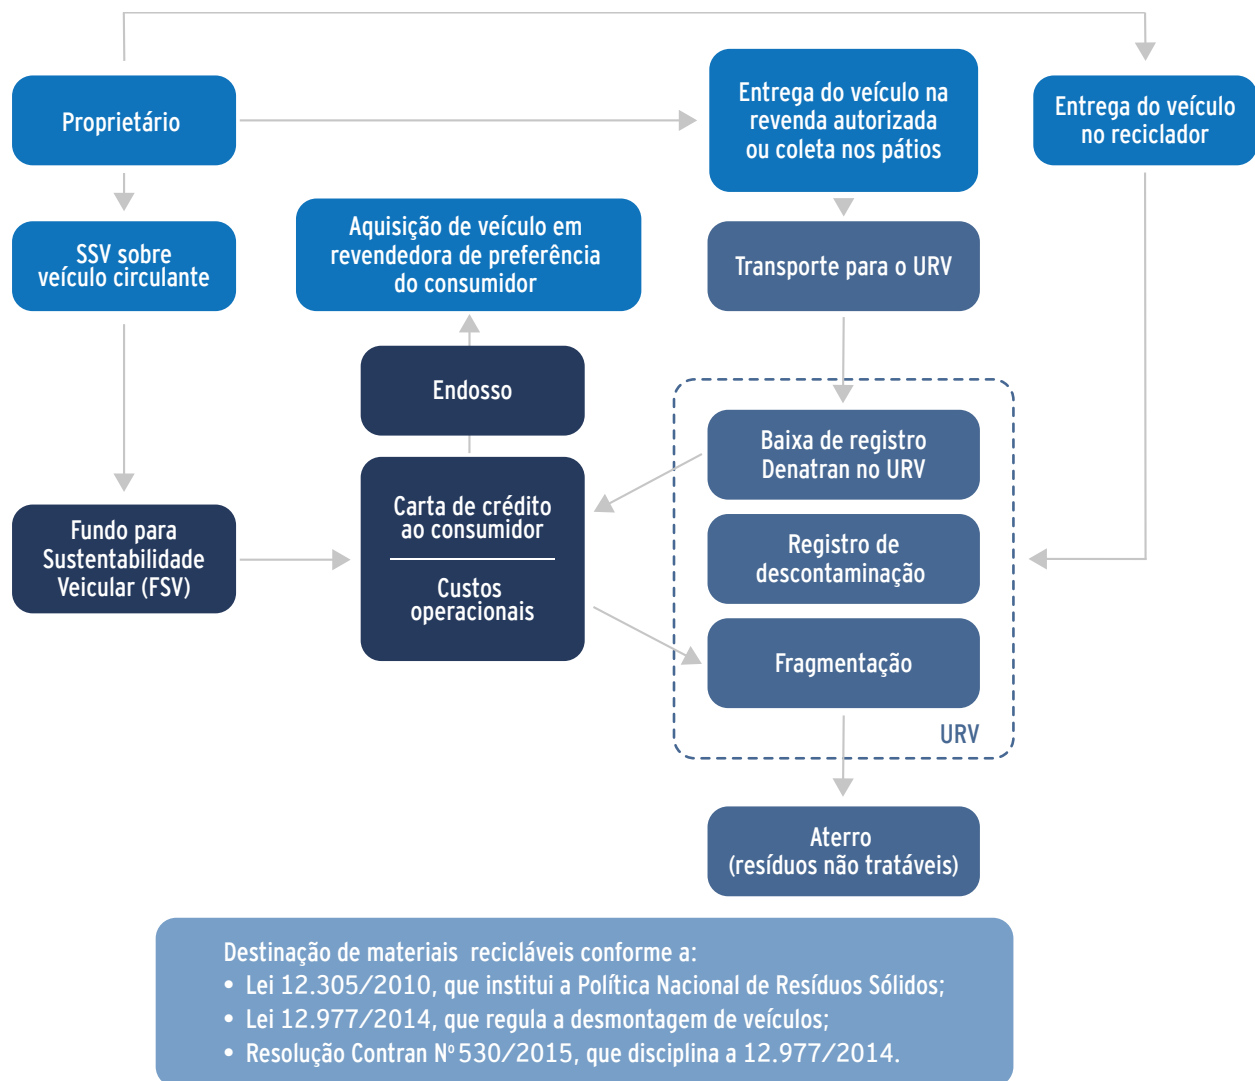 Proprietário
Entrega do veículo na
revenda autorizada
ou coleta nos pátios
Entrega do veículo
no reciclador
SSV sobre
veículo circulante
Aquisição de veículo em
revendedora de preferência
do consumidor
Transporte para o URV
Endosso
Baixa de registro
Denatran no URV
Carta de crédito
ao consumidor
Custos
operacionais
Fundo para
Sustentabilidade
Veicular (FSV)
Registro de
descontaminação
Fragmentação
URV
Aterro
(resíduos não tratáveis)
Destinação de materiais recicláveis conforme a:
• Lei 12.305/2010, que institui a Política Nacional de Resíduos Sólidos;
• Lei 12.977/2014, que regula a desmontagem de veículos;
• Resolução Contran Nº 530/2015, que disciplina a 12.977/2014.